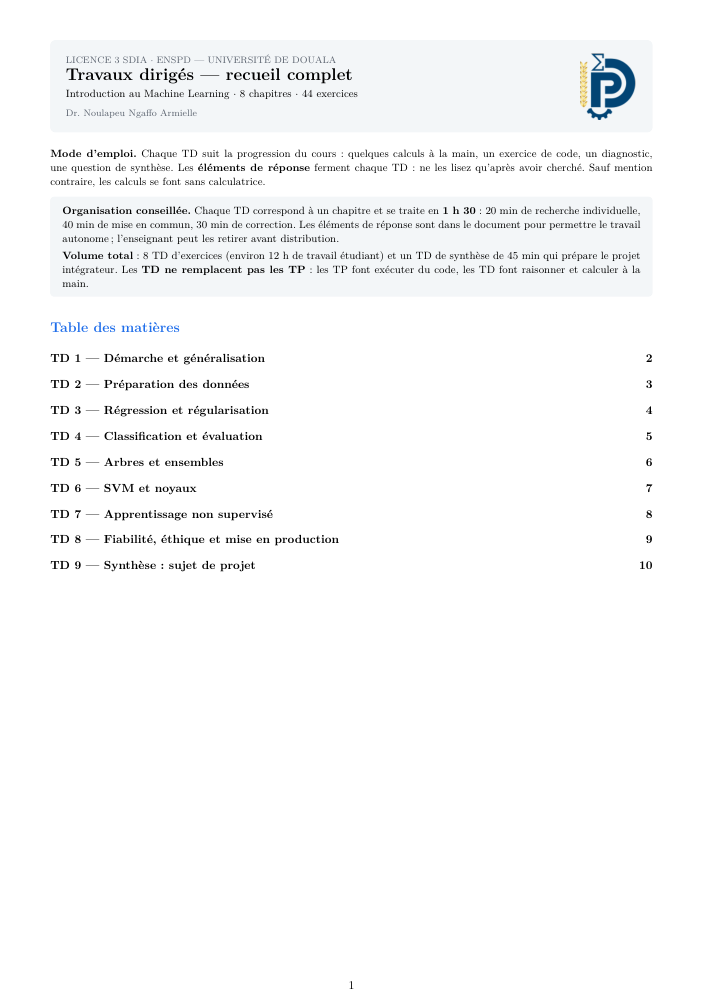 LICENCE 3 SDIA · ENSPD — UNIVERSITÉ DE DOUALA
Travaux dirigés — recueil complet
Introduction au Machine Learning · 8 chapitres · 44 exercices
Dr. Noulapeu Ngaffo Armielle
Mode d'emploi. Chaque TD suit la progression du cours : quelques calculs à la main, un exercice de code, un diagnostic,
une question de synthèse. Les éléments de réponse ferment chaque TD : ne les lisez qu'après avoir cherché. Sauf mention
contraire, les calculs se font sans calculatrice.
Organisation conseillée. Chaque TD correspond à un chapitre et se traite en 1 h 30 : 20 min de recherche individuelle,
40 min de mise en commun, 30 min de correction. Les éléments de réponse sont dans le document pour permettre le travail
autonome ; l'enseignant peut les retirer avant distribution.
Volume total : 8 TD d'exercices (environ 12 h de travail étudiant) et un TD de synthèse de 45 min qui prépare le projet
intégrateur. Les TD ne remplacent pas les TP : les TP font exécuter du code, les TD font raisonner et calculer à la
main.
Table des matières
TD 1 — Démarche et généralisation 2
TD 2 — Préparation des données 3
TD 3 — Régression et régularisation 4
TD 4 — Classification et évaluation 5
TD 5 — Arbres et ensembles 6
TD 6 — SVM et noyaux 7
TD 7 — Apprentissage non supervisé 8
TD 8 — Fiabilité, éthique et mise en production 9
TD 9 — Synthèse : sujet de projet 10
1